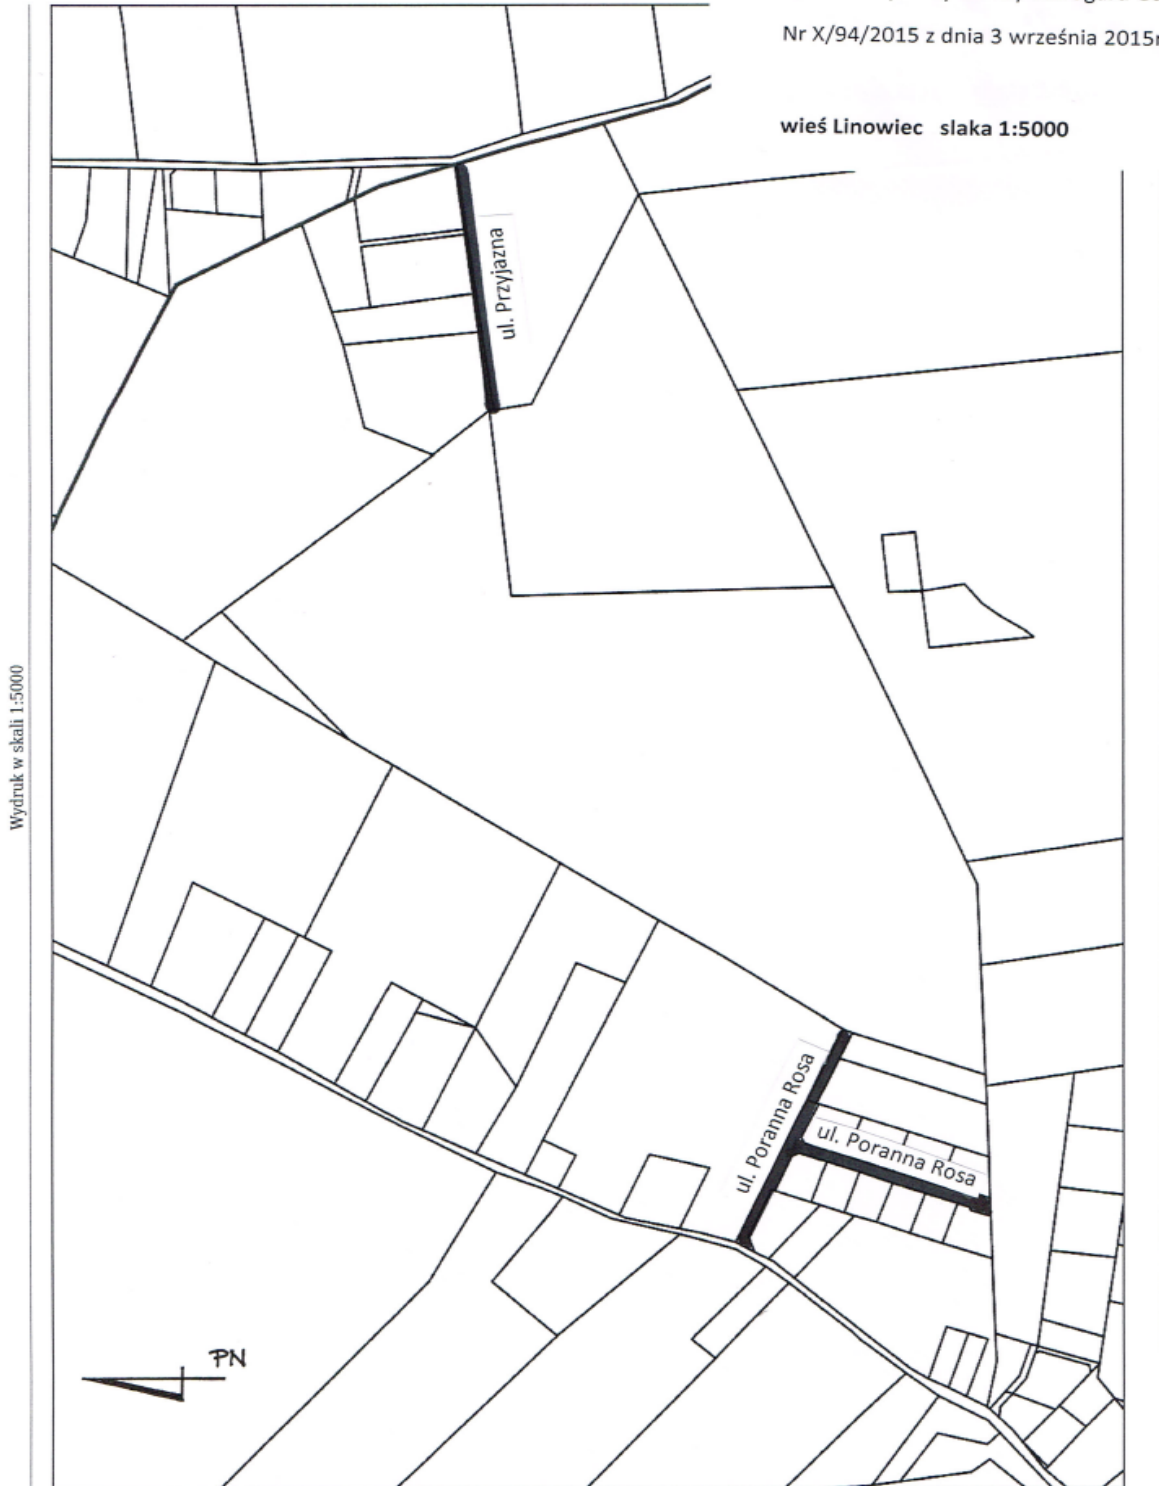 Nr X/94/2015 z dnia 3 września 2015r
wieś Linowiec slaka 1:5000
ul. Przyjazna
Wydruk w skali 1:5000
ul. Poranna Rosa
ul. Poranna Rosa
PN